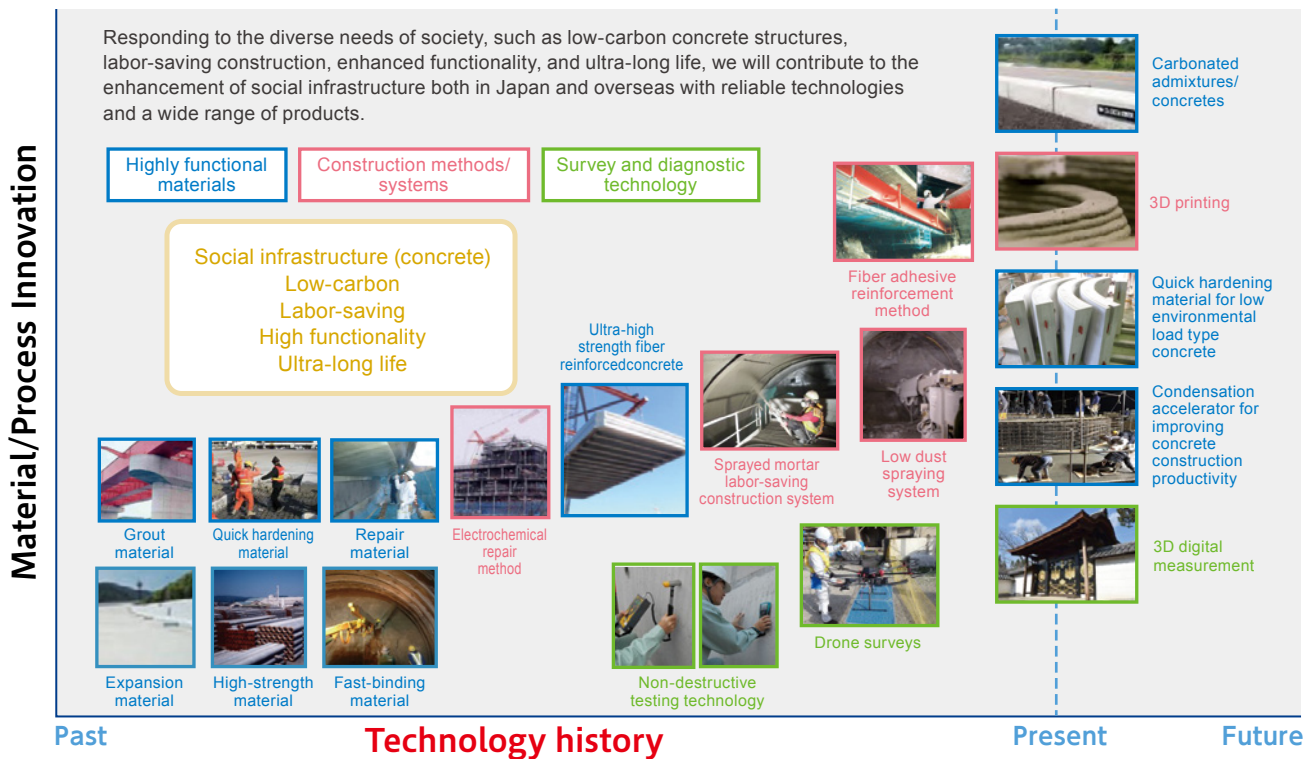 Responding to the diverse needs of society, such as low-carbon concrete structures,
labor-saving construction, enhanced functionality, and ultra-long life, we will contribute to the
enhancement of social infrastructure both in Japan and overseas with reliable technologies
and a wide range of products.
Highly functional
materials
Construction methods/
systems
Survey and diagnostic
technology
Social infrastructure (concrete)
Low-carbon
Labor-saving
High functionality
Ultra-long life
Grout
material
Quick hardening
material
Repair
material
Expansion
material
High-strength
material
Fast-binding
material
Electrochemical
repair
method
Ultra-high
strength fiber
reinforcedconcrete
Non-destructive
testing technology
Sprayed mortar
labor-saving
construction system
Drone surveys
Fiber adhesive
reinforcement
method
Low dust
spraying
system
Carbonated
admixtures/
concretes
3D printing
Quick hardening
material for low
environmental
load type
concrete
Condensation
accelerator for
improving
concrete
construction
productivity
3D digital
measurement
Material/Process Innovation
Past
Technology history
Present
Future